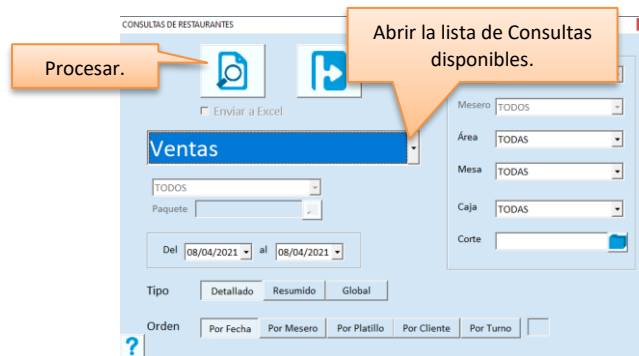 CONSULTAS DE RESTAURANTES
Abrir la lista de Consultas
disponibles.
Procesar.
Enviar a Excel
Mesero TODOS
Ventas
Área TODAS
Mesa TODAS
TODOS
Paquete
Caja TODAS
Corte
Del 08/04/2021 al 08/04/2021
Tipo Detallado Resumido Global
Orden Por Fecha Por Mesero Por Platillo Por Cliente Por Turno
?